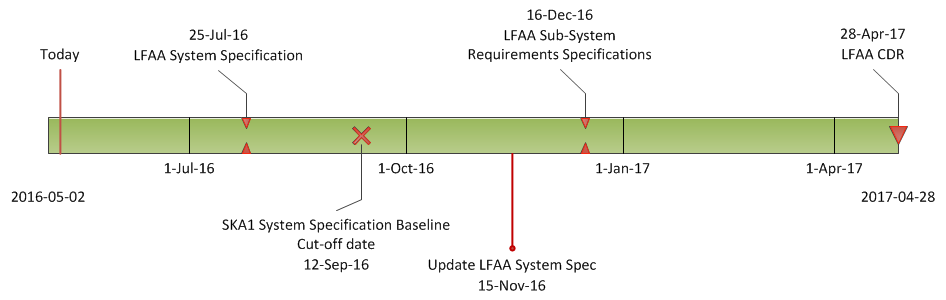 Today
25-Jul-16
LFAA System Specification
16-Dec-16
LFAA Sub-System
Requirements Specifications
28-Apr-17
LFAA CDR
1-Jul-16
1-Oct-16
1-Jan-17
1-Apr-17
2016-05-02
2017-04-28
SKA1 System Specification Baseline
Cut-off date
12-Sep-16
Update LFAA System Spec
15-Nov-16